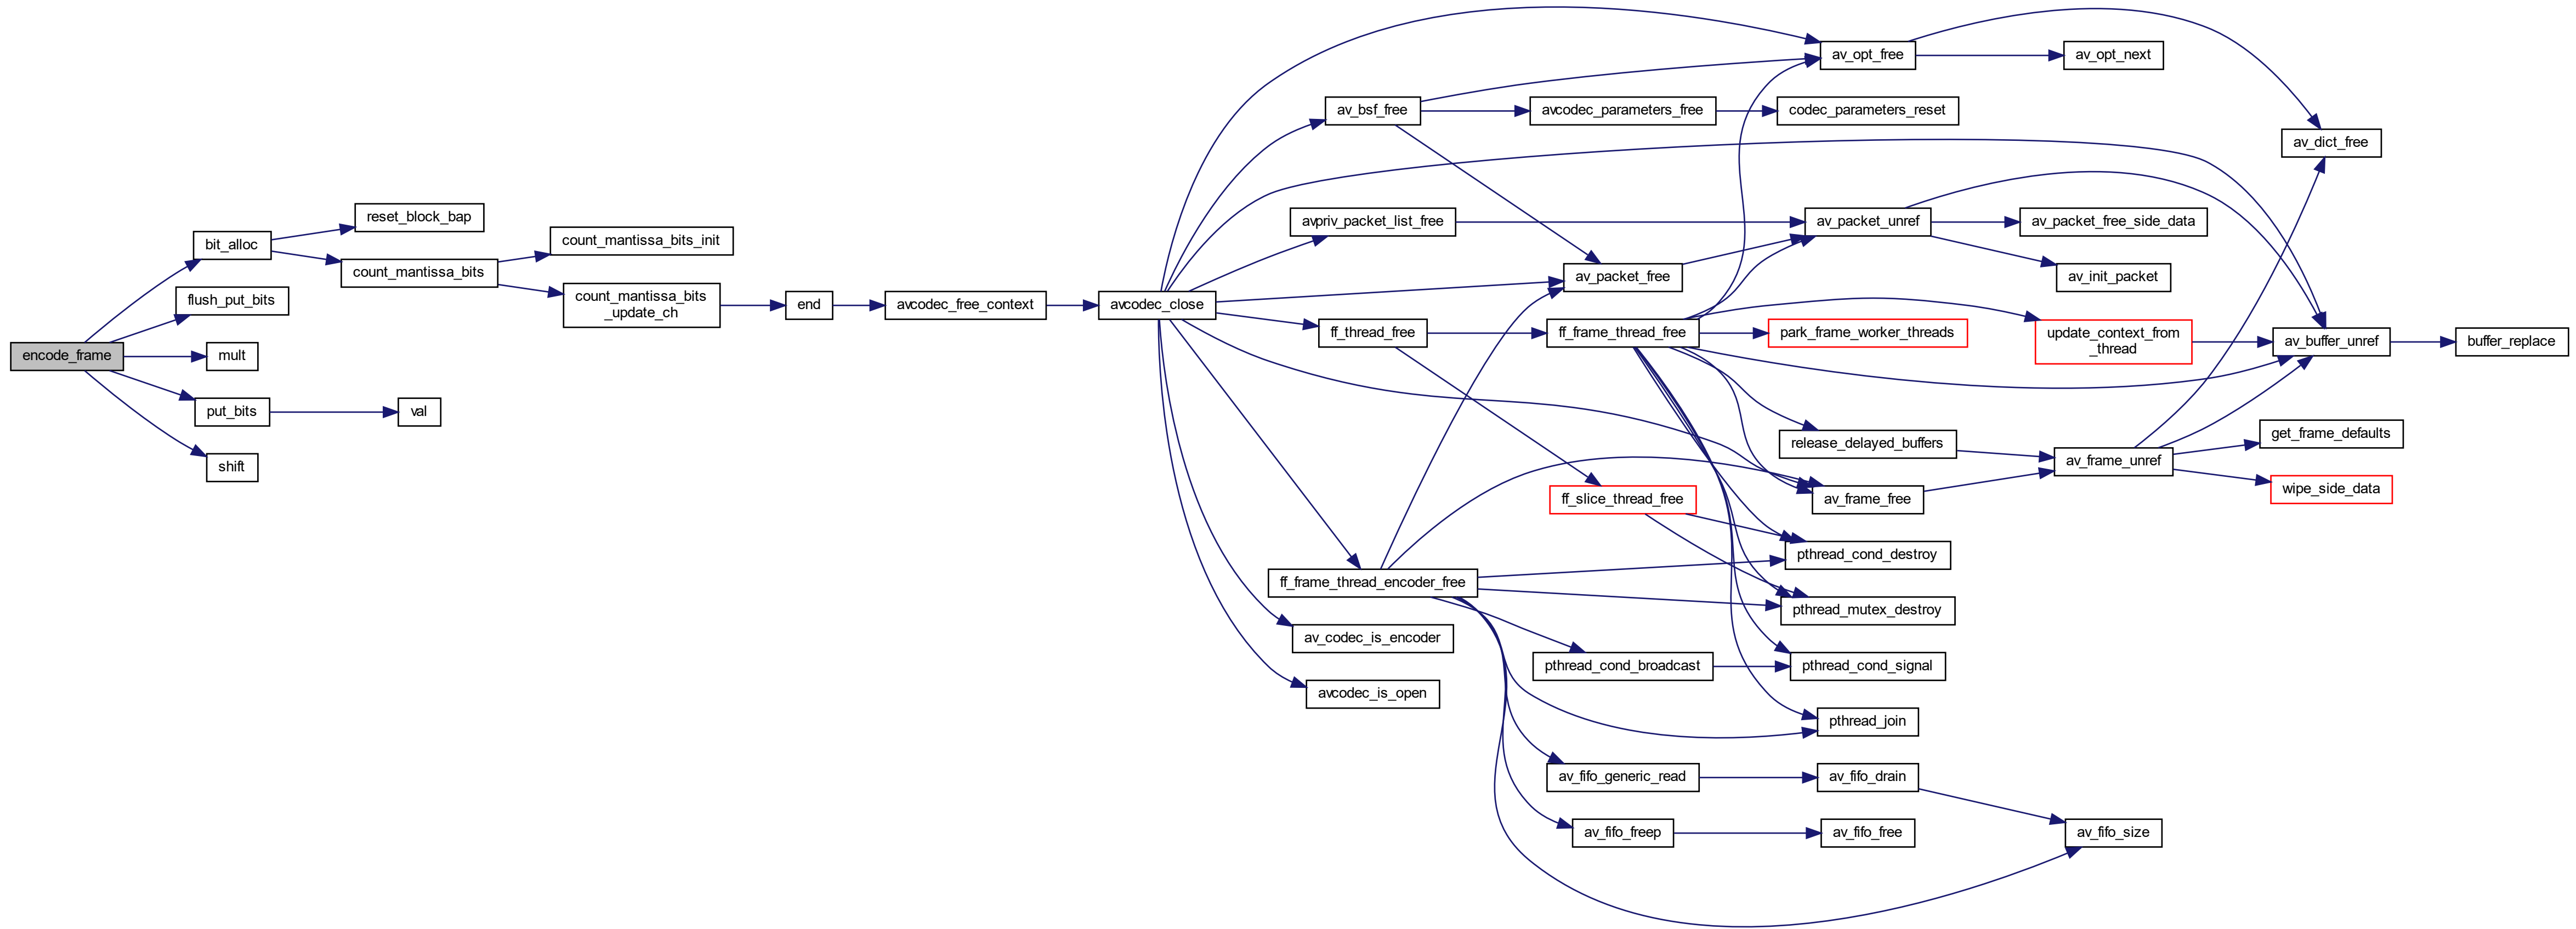 encode_frame
bit_alloc
flush_put_bits
mult
put_bits
shift
reset_block_bap
count_mantissa_bits
val
count_mantissa_bits_init
count_mantissa_bits
_update_ch
end
avcodec_free_context
avcodec_close
av_bsf_free
avpriv_packet_list_free
ff_thread_free
ff_frame_thread_encoder_free
av_codec_is_encoder
avcodec_is_open
avcodec_parameters_free
av_packet_free
ff_frame_thread_free
ff_slice_thread_free
pthread_cond_broadcast
av_fifo_generic_read
av_fifo_freep
av_opt_free
codec_parameters_reset
av_packet_unref
park_frame_worker_threads
release_delayed_buffers
av_frame_free
pthread_cond_destroy
pthread_mutex_destroy
pthread_cond_signal
pthread_join
av_fifo_drain
av_fifo_free
av_opt_next
av_packet_free_side_data
av_init_packet
update_context_from
_thread
av_frame_unref
av_fifo_size
av_dict_free
av_buffer_unref
get_frame_defaults
wipe_side_data
buffer_replace